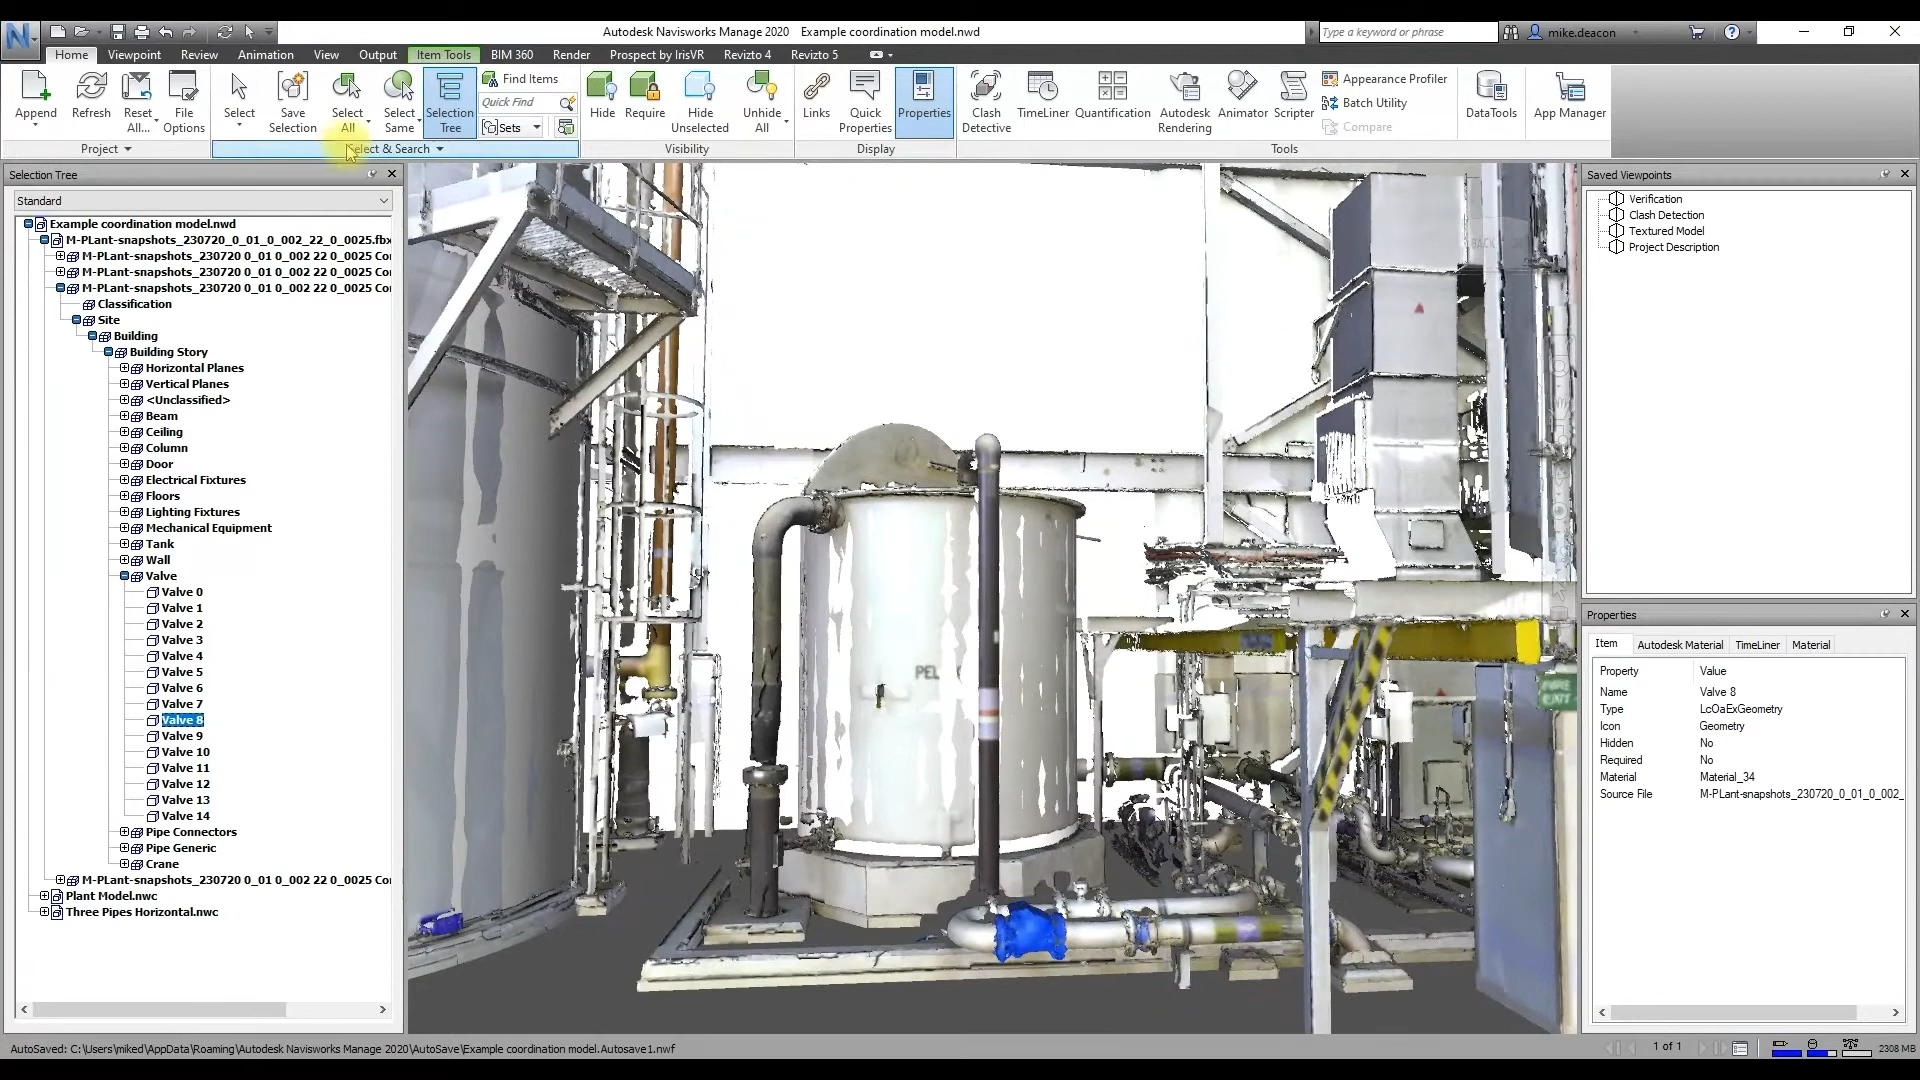 Autodesk Navisworks Manage 2020 Example coordination model.nwd
Type a keyword or phrase
mike.deacon
Home Viewpoint Review Animation View Output Item Tools BIM 360 Render Prospect by IrisVR Revizto 4 Revizto 5
Append
Refresh
Reset All...
File Options
Select
Save Selection
Select All
Select Same
Selection Tree
Find Items
Quick Find
Sets
Hide
Require
Hide Unselected
Unhide All
Links
Quick Properties
Properties
Clash Detective
TimeLiner
Quantification
Autodesk Rendering
Animator
Scripter
Appearance Profiler
Batch Utility
Compare
DataTools
App Manager
Project
Select & Search
Visibility
Display
Tools
Selection Tree
Standard
Example coordination model.nwd
M-PLant-snapshots_230720_0_01_0_002_22_0_0025.fbx
M-PLant-snapshots_230720 0_01 0_002 22 0_0025 Co
M-PLant-snapshots_230720 0_01 0_002 22 0_0025 Co
M-PLant-snapshots_230720 0_01 0_002 22 0_0025 Co
Classification
Site
Building
Building Story
Horizontal Planes
Vertical Planes
<Unclassified>
Beam
Ceiling
Column
Door
Electrical Fixtures
Floors
Lighting Fixtures
Mechanical Equipment
Tank
Wall
Valve
Valve 0
Valve 1
Valve 2
Valve 3
Valve 4
Valve 5
Valve 6
Valve 7
Valve 8
Valve 9
Valve 10
Valve 11
Valve 12
Valve 13
Valve 14
Pipe Connectors
Pipe Generic
Crane
M-PLant-snapshots_230720 0_01 0_002 22 0_0025 Co
Plant Model.nwc
Three Pipes Horizontal.nwc
PEL
BACK
FIRE
EXIT
Saved Viewpoints
Verification
Clash Detection
Textured Model
Project Description
Properties
Item Autodesk Material TimeLiner Material
Property Value
Name Valve 8
Type LcOaExGeometry
Icon Geometry
Hidden No
Required No
Material Material_34
Source File M-PLant-snapshots_230720_0_01_0_002_
AutoSaved: C:\Users\miked\AppData\Roaming\Autodesk Navisworks Manage 2020\AutoSave\Example coordination model.Autosave1.nwf
1 of 1
2308 MB